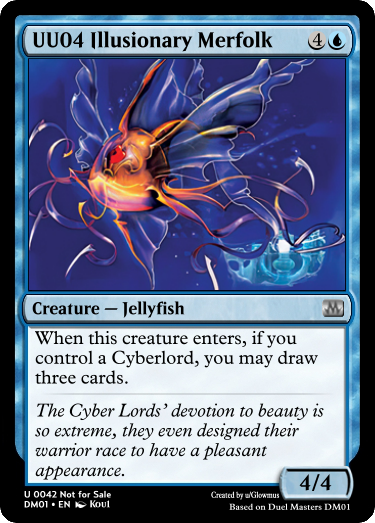 UU04 Illusionary Merfolk 4
Creature — Jellyfish
When this creature enters, if you
control a Cyberlord, you may draw
three cards.
The Cyber Lords' devotion to beauty is
so extreme, they even designed their
warrior race to have a pleasant
appearance.
4/4
U 0042 Not for Sale
DM01 • EN Koul
Created by u/Glowmus
Based on Duel Masters DM01